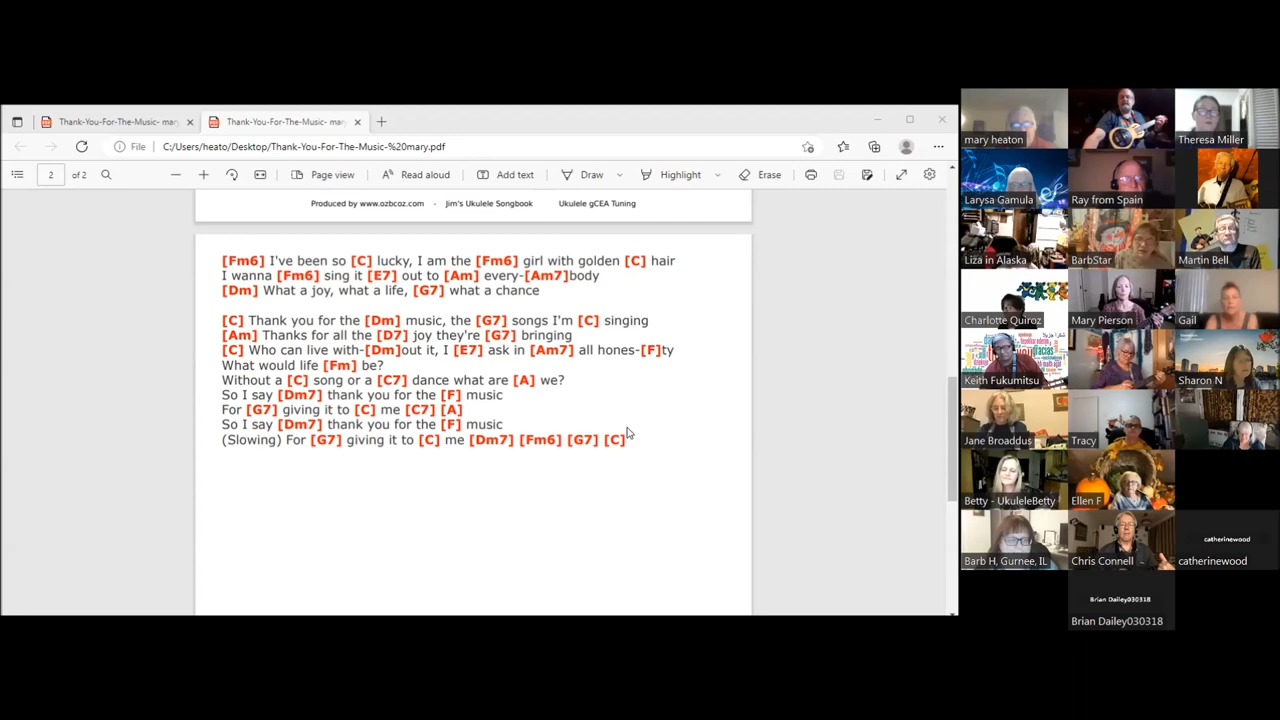 Thank-You-For-The-Music- mary
Thank-You-For-The-Music- mary
File C:/Users/heato/Desktop/Thank-You-For-The-Music-%20mary.pdf
2 of 2 Page view Read aloud Add text Draw Highlight Erase
Produced by www.ozbcoz.com - Jim's Ukulele Songbook Ukulele gCEA Tuning
[Fm6] I've been so [C] lucky, I am the [Fm6] girl with golden [C] hair
I wanna [Fm6] sing it [E7] out to [Am] every-[Am7]body
[Dm] What a joy, what a life, [G7] what a chance
[C] Thank you for the [Dm] music, the [G7] songs I'm [C] singing
[Am] Thanks for all the [D7] joy they're [G7] bringing
[C] Who can live with-[Dm]out it, I [E7] ask in [Am7] all hones-[F]ty
What would life [Fm] be?
Without a [C] song or a [C7] dance what are [A] we?
So I say [Dm7] thank you for the [F] music
For [G7] giving it to [C] me [C7] [A]
So I say [Dm7] thank you for the [F] music
(Slowing) For [G7] giving it to [C] me [Dm7] [Fm6] [G7] [C]
mary heaton
Theresa Miller
Larysa Gamula
Ray from Spain
Liza in Alaska
BarbStar
Martin Bell
Charlotte Quiroz
Mary Pierson
Gail
Keith Fukumitsu
Sharon N
Jane Broaddus
Tracy
Betty - UkuleleBetty
Ellen F
Barb H, Gurnee, IL
Chris Connell
catherinewood
catherinewood
Brian Dailey030318
Brian Dailey030318